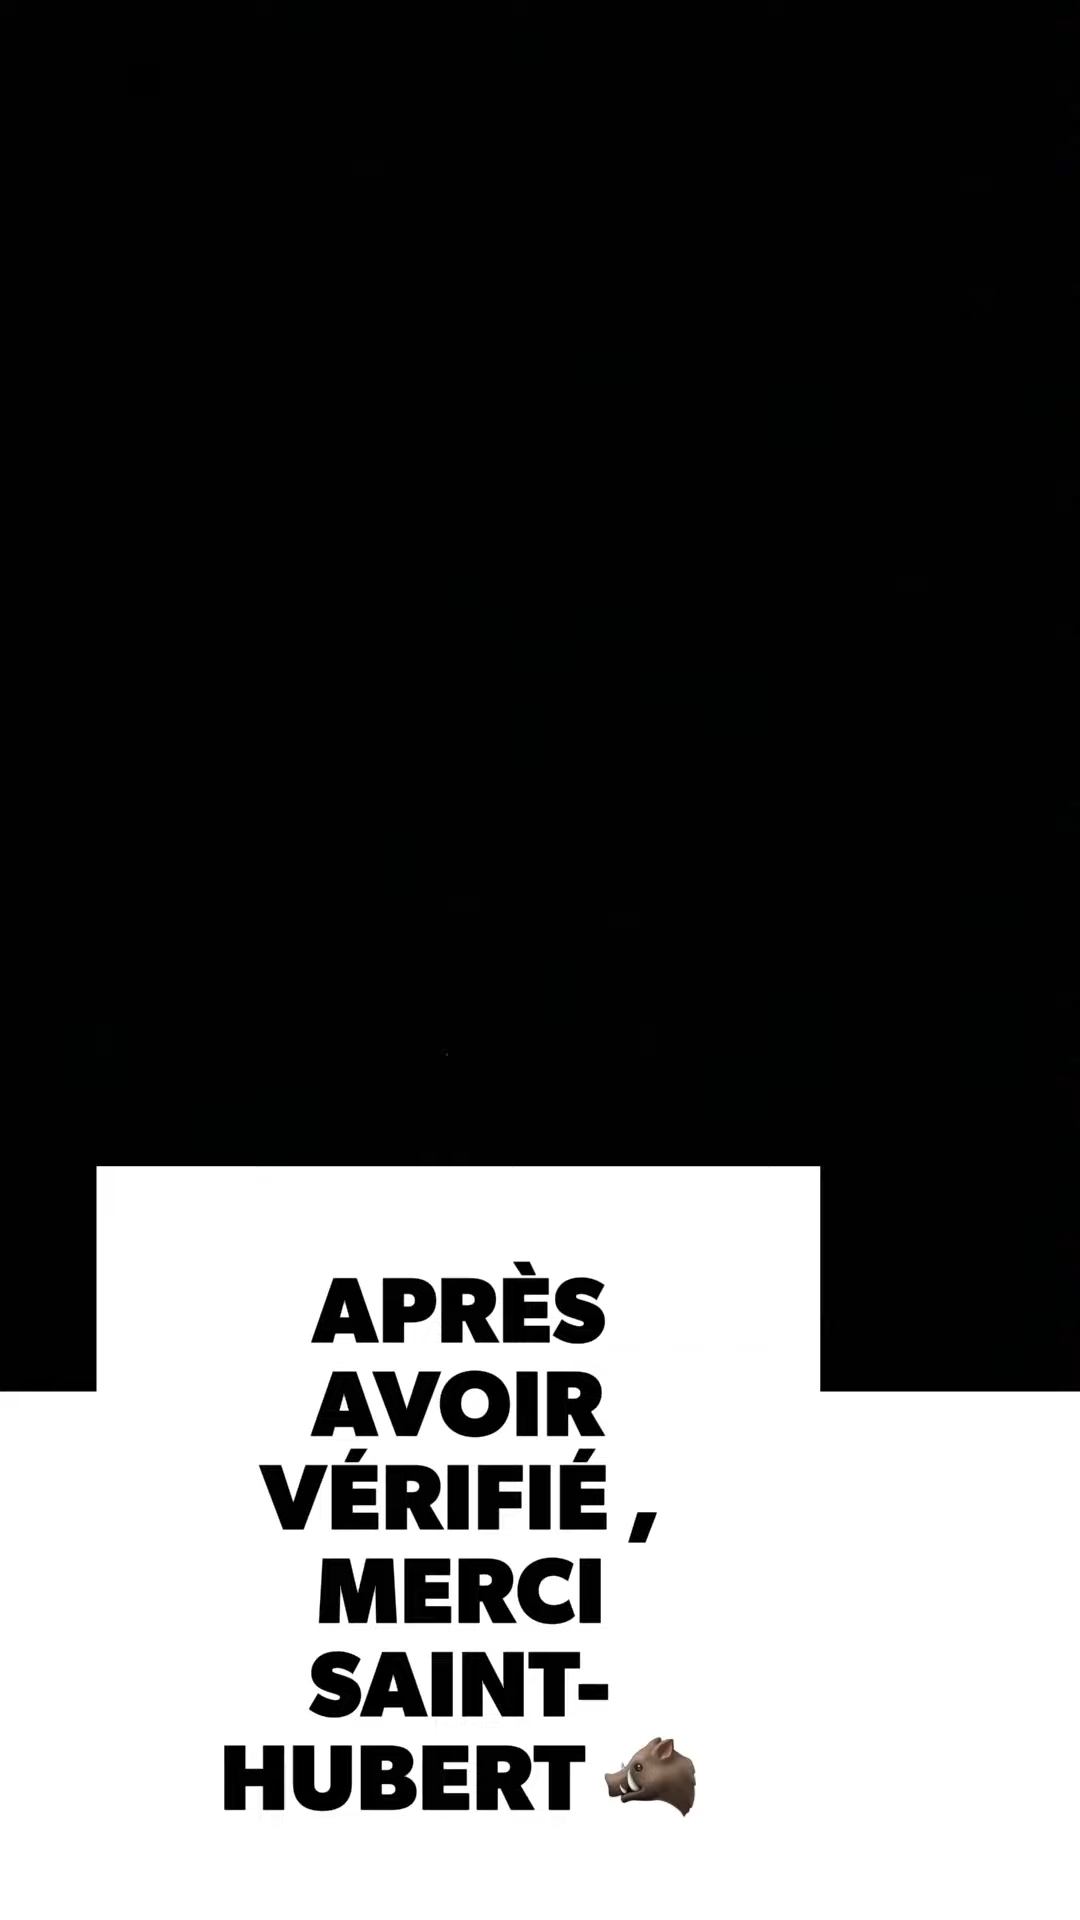 APRÈS
AVOIR
VÉRIFIÉ ,
MERCI
SAINT-
HUBERT 🐗